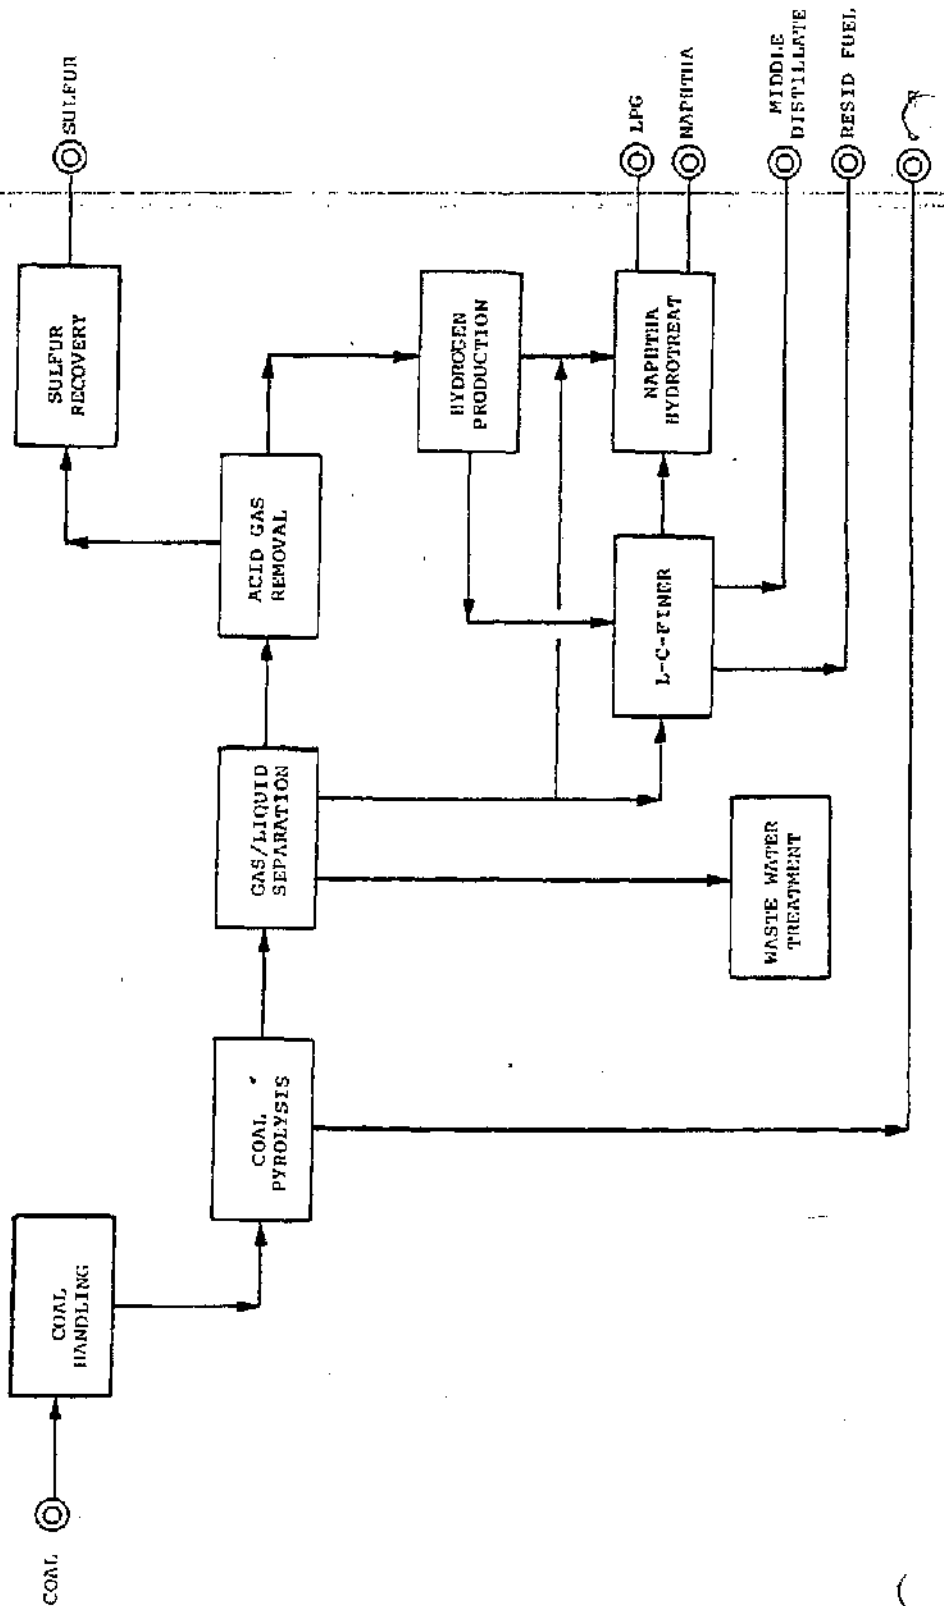 COAL
COAL
HANDLING
COAL
PYROLYSIS
GAS/LIQUID
SEPARATION
WASTE WATER
TREATMENT
ACID GAS
REMOVAL
SULFUR
RECOVERY
SULFUR
HYDROGEN
PRODUCTION
L-C-FINER
NAPHTHA
HYDROTREAT
LPG
NAPHTHA
MIDDLE
DISTILLATE
RESID FUEL